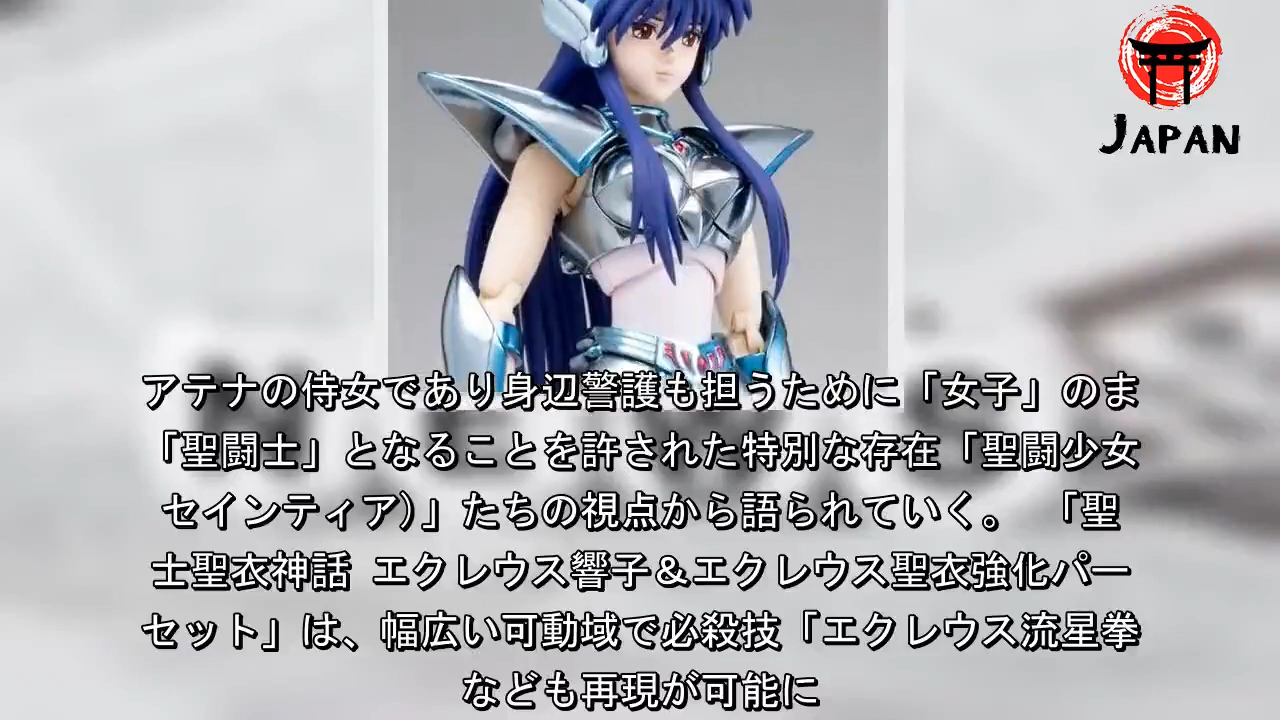 JAPAN
アテナの侍女であり身辺警護も担うために「女子」のま
「聖闘士」となることを許された特別な存在「聖闘少女
セインティア)」たちの視点から語られていく。 「聖
士聖衣神話 エクレウス響子＆エクレウス聖衣強化パー
セット」は、幅広い可動域で必殺技「エクレウス流星拳
なども再現が可能に